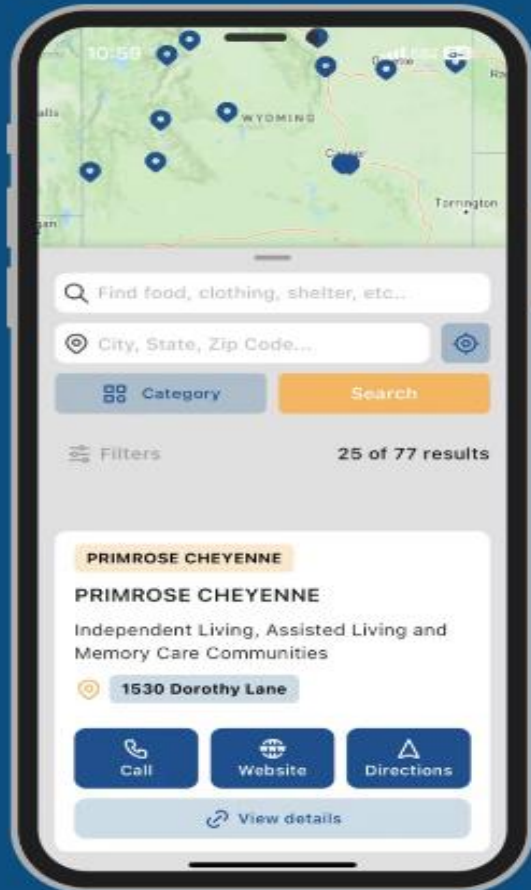 10:59
WYOMING
Casper
Torrington
Find food, clothing, shelter, etc...
City, State, Zip Code...
Category
Search
Filters
25 of 77 results
PRIMROSE CHEYENNE
PRIMROSE CHEYENNE
Independent Living, Assisted Living and
Memory Care Communities
1530 Dorothy Lane
Call
Website
Directions
View details